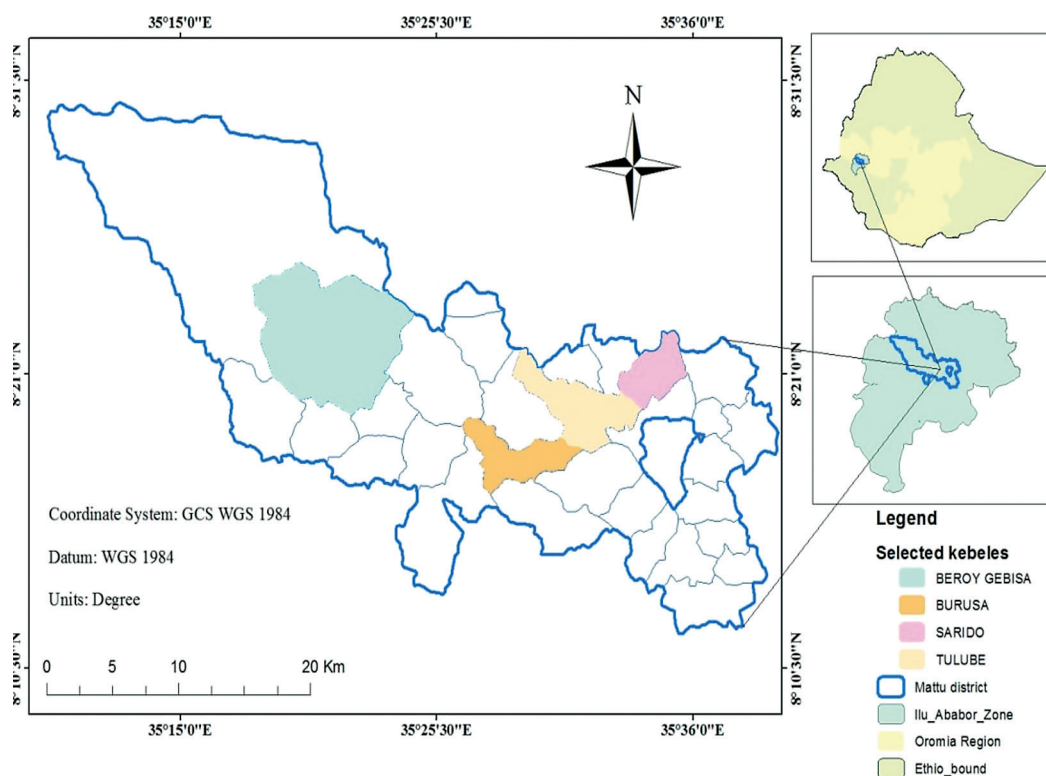 35°15'0"E 35°25'30"E 35°36'0"E
8°31'30"N
8°31'30"N
N
8°21'0"N
8°21'0"N
Coordinate System: GCS WGS 1984
Datum: WGS 1984
Units: Degree
0 5 10 20 Km
8°10'30"N
8°10'30"N
35°15'0"E 35°25'30"E 35°36'0"E
Legend
Selected kebeles
BEROY GEBISA
BURUSA
SARIDO
TULUBE
Mattu district
Ilu_Ababor_Zone
Oromia Region
Ethio_bound